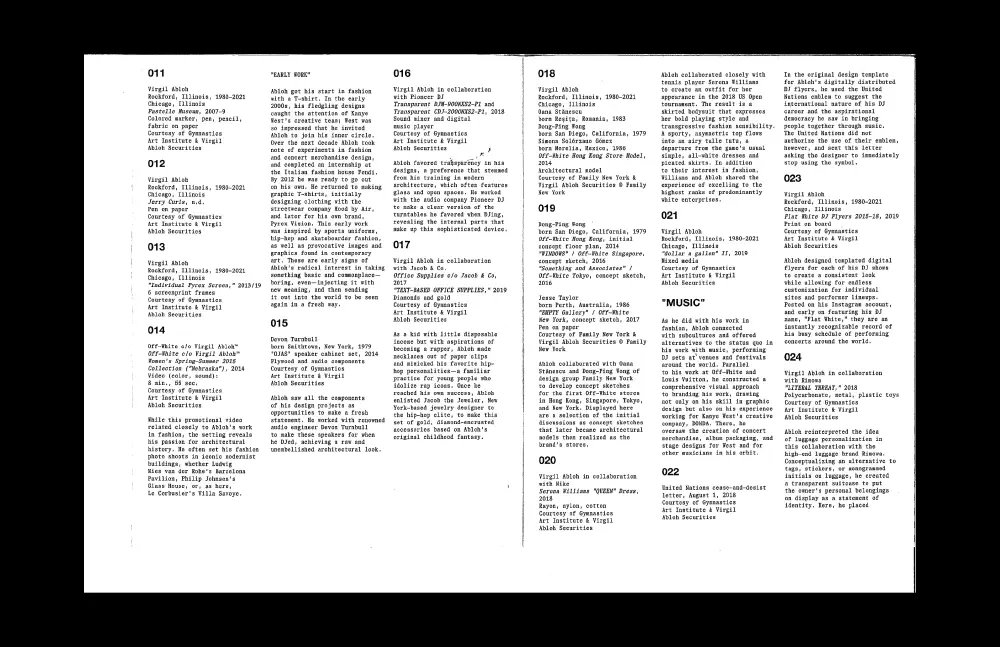 011
Virgil Abloh
Rockford, Illinois, 1980–2021
Chicago, Illinois
Pastelle Museum, 2007–9
Colored marker, pen, pencil,
fabric on paper
Courtesy of Gymnastics
Art Institute & Virgil
Abloh Securities
012
Virgil Abloh
Rockford, Illinois, 1980–2021
Chicago, Illinois
Jerry Curls, n.d.
Pen on paper
Courtesy of Gymnastics
Art Institute & Virgil
Abloh Securities
013
Virgil Abloh
Rockford, Illinois, 1980–2021
Chicago, Illinois
"Individual Pyrex Screen," 2013/19
6 screenprint frames
Courtesy of Gymnastics
Art Institute & Virgil
Abloh Securities
014
Off-White c/o Virgil Abloh™
Off-White c/o Virgil Abloh™
Women's Spring-Summer 2015
Collection ("Nebraska"), 2014
Video (color, sound);
8 min., 55 sec.
Courtesy of Gymnastics
Art Institute & Virgil
Abloh Securities
While this promotional video
related closely to Abloh's work
in fashion, the setting reveals
his passion for architectural
history. He often set his fashion
photo shoots in iconic modernist
buildings, whether Ludwig
Mies van der Rohe's Barcelona
Pavilion, Philip Johnson's
Glass House, or, as here,
Le Corbusier's Villa Savoye.
"EARLY WORK"
Abloh got his start in fashion
with a T-shirt. In the early
2000s, his fledgling designs
caught the attention of Kanye
West's creative team; West was
so impressed that he invited
Abloh to join his inner circle.
Over the next decade Abloh took
note of experiments in fashion
and concert merchandise design,
and completed an internship at
the Italian fashion house Fendi.
By 2012 he was ready to go out
on his own. He returned to making
graphic T-shirts, initially
designing clothing with the
streetwear company Hood by Air,
and later for his own brand,
Pyrex Vision. This early work
was inspired by sports uniforms,
hip-hop and skateboarder fashion,
as well as provocative images and
graphics found in contemporary
art. These are early signs of
Abloh's radical interest in taking
something basic and commonplace—
boring, even—injecting it with
new meaning, and then sending
it out into the world to be seen
again in a fresh way.
015
Devon Turnbull
born Smithtown, New York, 1979
"OJAS" speaker cabinet set, 2014
Plywood and audio components
Courtesy of Gymnastics
Art Institute & Virgil
Abloh Securities
Abloh saw all the components
of his design projects as
opportunities to make a fresh
statement. He worked with renowned
audio engineer Devon Turnbull
to make these speakers for when
he DJed, achieving a raw and
unembellished architectural look.
016
Virgil Abloh in collaboration
with Pioneer DJ
Transparent DJM-900NXS2-P1 and
Transparent CDJ-2000NXS2-P1, 2018
Sound mixer and digital
music player
Courtesy of Gymnastics
Art Institute & Virgil
Abloh Securities
Abloh favored transparency in his
designs, a preference that stemmed
from his training in modern
architecture, which often features
glass and open spaces. He worked
with the audio company Pioneer DJ
to make a clear version of the
turntables he favored when DJing,
revealing the internal parts that
make up this sophisticated device.
017
Virgil Abloh in collaboration
with Jacob & Co.
Office Supplies c/o Jacob & Co,
2017
"TEXT-BASED OFFICE SUPPLIES," 2019
Diamonds and gold
Courtesy of Gymnastics
Art Institute & Virgil
Abloh Securities
As a kid with little disposable
income but with aspirations of
becoming a rapper, Abloh made
necklaces out of paper clips
and mimicked his favorite hip-
hop personalities—a familiar
practice for young people who
idolize rap icons. Once he
reached his own success, Abloh
enlisted Jacob the Jeweler, New
York-based jewelry designer to
the hip-hop elite, to make this
set of gold, diamond-encrusted
accessories based on Abloh's
original childhood fantasy.
018
Virgil Abloh
Rockford, Illinois, 1980–2021
Chicago, Illinois
Oana Stănescu
born Reșița, Romania, 1983
Dong-Ping Wong
born San Diego, California, 1979
Simona Solórzano Gómez
born Morelia, Mexico, 1986
Off-White Hong Kong Store Model,
2014
Architectural model
Courtesy of Family New York &
Virgil Abloh Securities © Family
New York
019
Dong-Ping Wong
born San Diego, California, 1979
Off-White Hong Kong, initial
concept floor plan, 2014
"WINDOWS" / Off-White Singapore,
concept sketch, 2016
"Something and Associates" /
Off-White Tokyo, concept sketch,
2016
Jesse Taylor
born Perth, Australia, 1986
"EMPTY Gallery" / Off-White
New York, concept sketch, 2017
Pen on paper
Courtesy of Family New York &
Virgil Abloh Securities © Family
New York
Abloh collaborated with Oana
Stănescu and Dong-Ping Wong of
design group Family New York
to develop concept sketches
for the first Off-White stores
in Hong Kong, Singapore, Tokyo,
and New York. Displayed here
are a selection of the initial
discussions as concept sketches
that later became architectural
models then realized as the
brand's stores.
020
Virgil Abloh in collaboration
with Nike
Serena Williams "QUEEN" Dress,
2018
Rayon, nylon, cotton
Courtesy of Gymnastics
Art Institute & Virgil
Abloh Securities
Abloh collaborated closely with
tennis player Serena Williams
to create an outfit for her
appearance in the 2018 US Open
tournament. The result is a
skirted bodysuit that expresses
her bold playing style and
transgressive fashion sensibility.
A sporty, asymmetric top flows
into an airy tulle tutu, a
departure from the game's usual
simple, all-white dresses and
pleated skirts. In addition
to their interest in fashion,
Williams and Abloh shared the
experience of excelling to the
highest ranks of predominantly
white enterprises.
021
Virgil Abloh
Rockford, Illinois, 1980–2021
Chicago, Illinois
"dollar a gallon" II, 2019
Mixed media
Courtesy of Gymnastics
Art Institute & Virgil
Abloh Securities
"MUSIC"
As he did with his work in
fashion, Abloh connected
with subcultures and offered
alternatives to the status quo in
his work with music, performing
DJ sets at venues and festivals
around the world. Parallel
to his work at Off-White and
Louis Vuitton, he constructed a
comprehensive visual approach
to branding his work, drawing
not only on his skill in graphic
design but also on his experience
working for Kanye West's creative
company, DONDA. There, he
oversaw the creation of concert
merchandise, album packaging, and
stage designs for West and for
other musicians in his orbit.
022
United Nations cease-and-desist
letter, August 1, 2018
Courtesy of Gymnastics
Art Institute & Virgil
Abloh Securities
In the original design template
for Abloh's digitally distributed
DJ flyers, he used the United
Nations emblem to suggest the
international nature of his DJ
career and the aspirational
democracy he saw in bringing
people together through music.
The United Nations did not
authorize the use of their emblem,
however, and sent this letter
asking the designer to immediately
stop using the symbol.
023
Virgil Abloh
Rockford, Illinois, 1980–2021
Chicago, Illinois
Flat White DJ Flyers 2015–18, 2019
Print on board
Courtesy of Gymnastics
Art Institute & Virgil
Abloh Securities
Abloh designed templated digital
flyers for each of his DJ shows
to create a consistent look
while allowing for endless
customization for individual
sites and performer lineups.
Posted on his Instagram account,
and early on featuring his DJ
name, "Flat White," they are an
instantly recognizable record of
his busy schedule of performing
concerts around the world.
024
Virgil Abloh in collaboration
with Rimowa
"LITERAL THREAT," 2018
Polycarbonate, metal, plastic toys
Courtesy of Gymnastics
Art Institute & Virgil
Abloh Securities
Abloh reinterpreted the idea
of luggage personalization in
this collaboration with the
high-end luggage brand Rimowa.
Conceptualizing an alternative to
tags, stickers, or monogrammed
initials on luggage, he created
a transparent suitcase to put
the owner's personal belongings
on display as a statement of
identity. Here, he placed